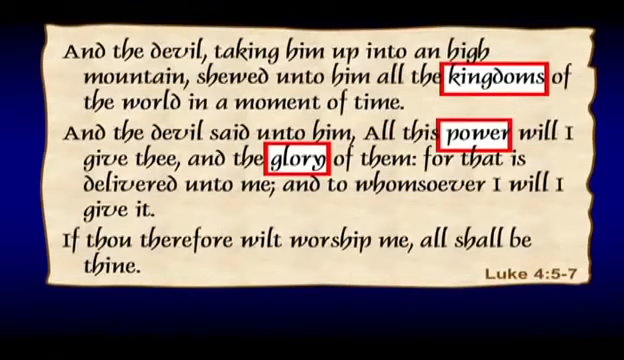 And the devil, taking him up into an high
mountain, shewed unto him all the kingdoms of
the world in a moment of time.
And the devil said unto him, All this power will I
give thee, and the glory of them: for that is
delivered unto me; and to whomsoever I will I
give it.
If thou therefore wilt worship me, all shall be
thine.
Luke 4:5-7